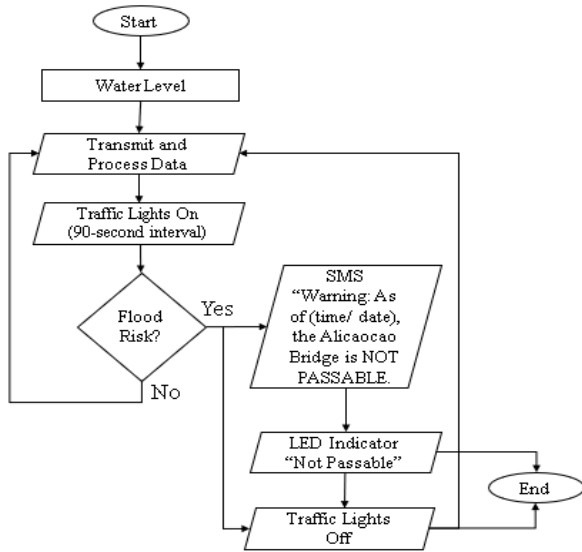 Start
Water Level
Transmit and
Process Data
Traffic Lights On
(90-second interval)
Flood
Risk?
Yes
No
SMS
“Warning: As
of (time/ date),
the Alicaocao
Bridge is NOT
PASSABLE.
LED Indicator
“Not Passable”
Traffic Lights
Off
End